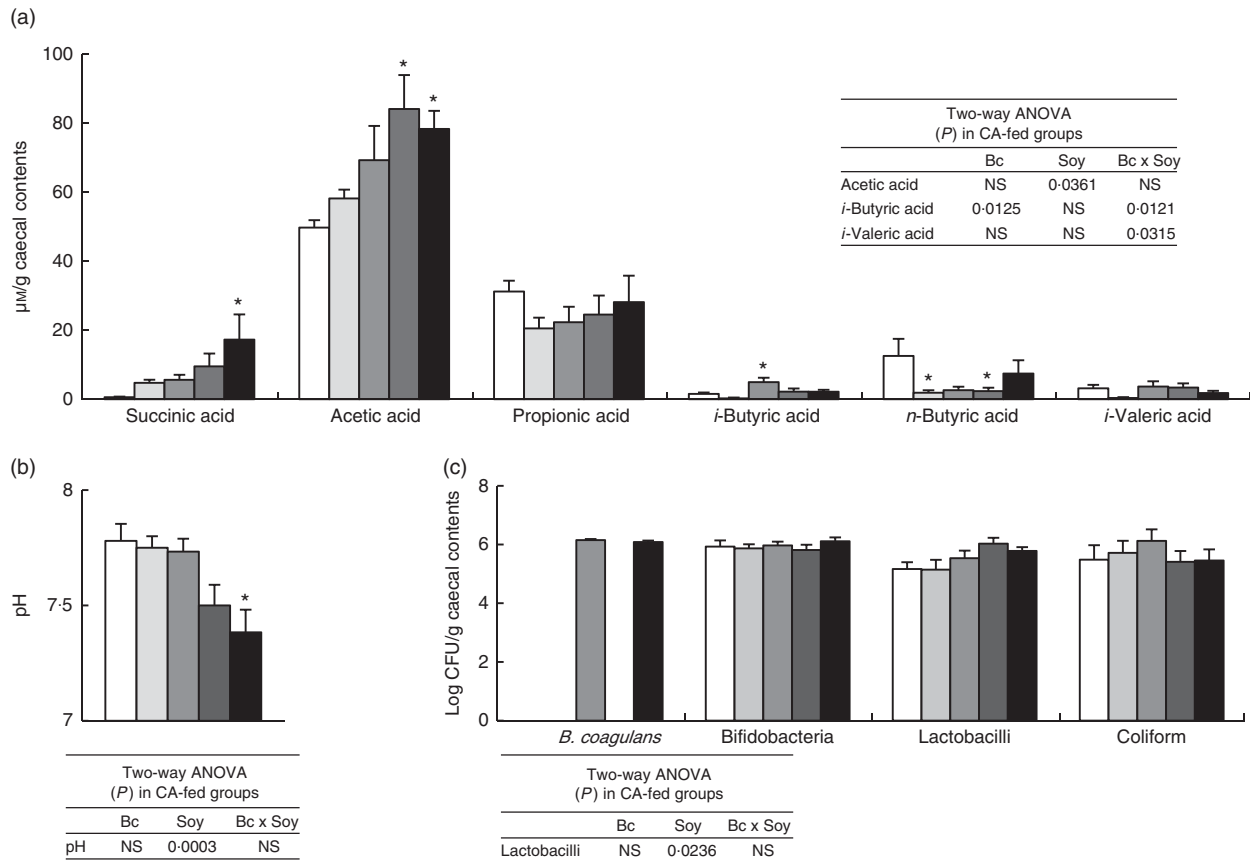 (a)
100
80
60
40
20
0
µM/g caecal contents
*
*
*
*
*
*
Succinic acid
Acetic acid
Propionic acid
i-Butyric acid
n-Butyric acid
i-Valeric acid
Two-way ANOVA
(P) in CA-fed groups
Bc Soy Bc x Soy
Acetic acid NS 0·0361 NS
i-Butyric acid 0·0125 NS 0·0121
i-Valeric acid NS NS 0·0315
(b)
8
7·5
7
pH
*
Two-way ANOVA
(P) in CA-fed groups
Bc Soy Bc x Soy
pH NS 0·0003 NS
(c)
8
6
4
2
0
Log CFU/g caecal contents
B. coagulans
Bifidobacteria
Lactobacilli
Coliform
Two-way ANOVA
(P) in CA-fed groups
Bc Soy Bc x Soy
Lactobacilli NS 0·0236 NS